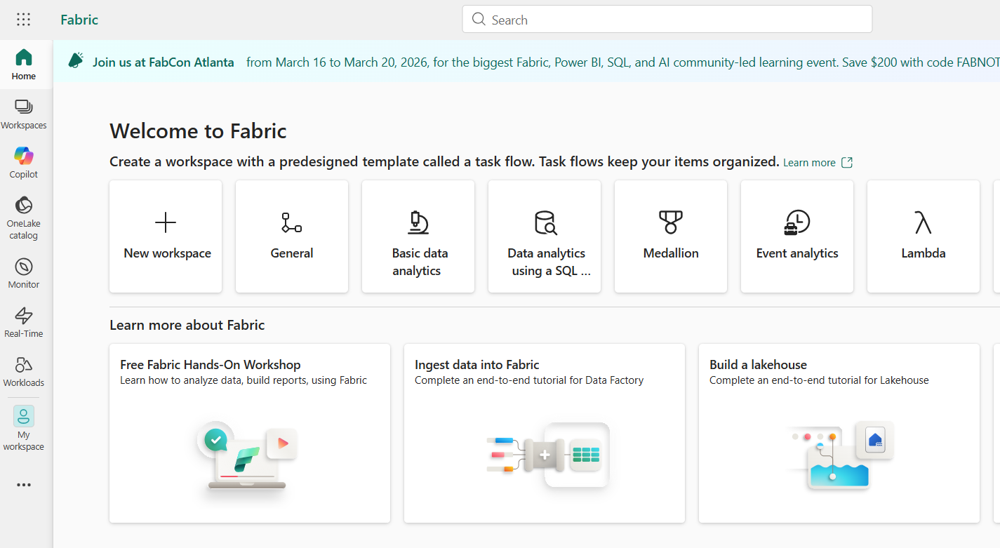 Fabric
Search
Home
Workspaces
Copilot
OneLake
catalog
Monitor
Real-Time
Workloads
My
workspace
Join us at FabCon Atlanta from March 16 to March 20, 2026, for the biggest Fabric, Power BI, SQL, and AI community-led learning event. Save $200 with code FABNOT
Welcome to Fabric
Create a workspace with a predesigned template called a task flow. Task flows keep your items organized. Learn more
New workspace
General
Basic data
analytics
Data analytics
using a SQL ...
Medallion
Event analytics
Lambda
Learn more about Fabric
Free Fabric Hands-On Workshop
Learn how to analyze data, build reports, using Fabric
Ingest data into Fabric
Complete an end-to-end tutorial for Data Factory
Build a lakehouse
Complete an end-to-end tutorial for Lakehouse